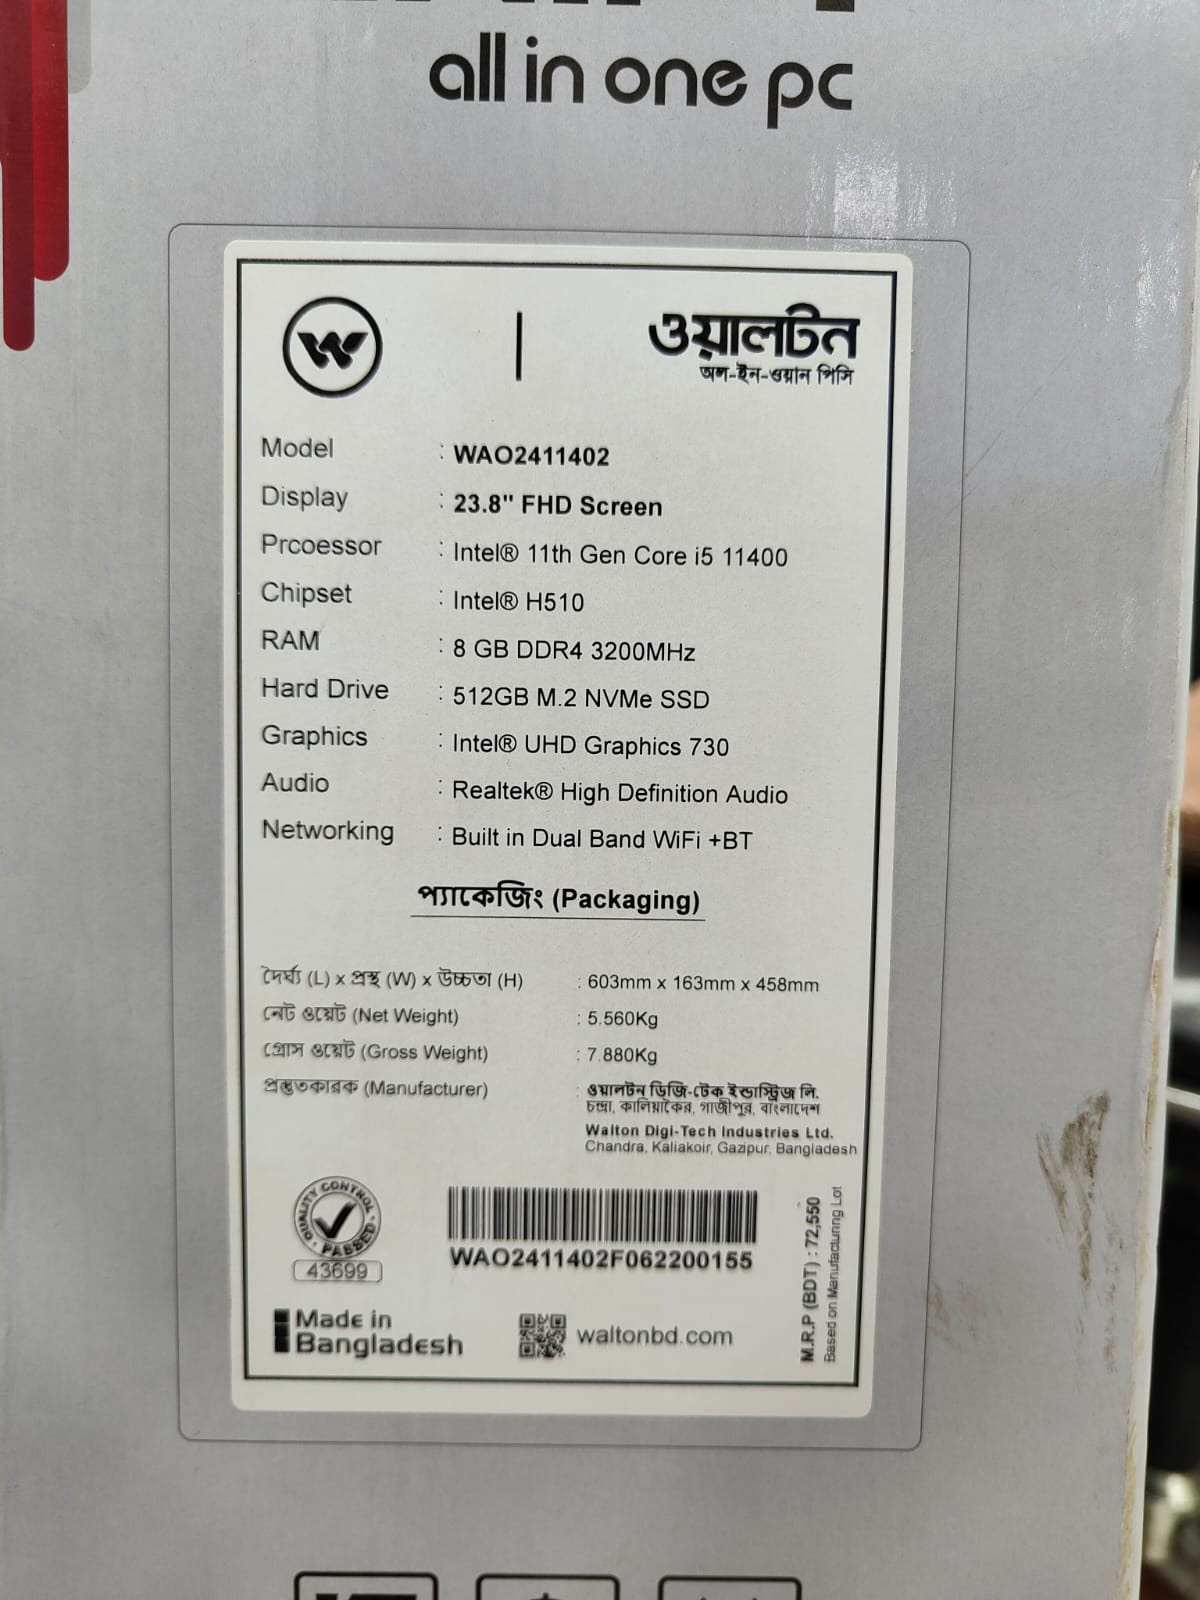 all in one pc
W
ওয়ালটন
অল-ইন-ওয়ান পিসি
Model : WAO2411402
Display : 23.8" FHD Screen
Prcoessor : Intel® 11th Gen Core i5 11400
Chipset : Intel® H510
RAM : 8 GB DDR4 3200MHz
Hard Drive : 512GB M.2 NVMe SSD
Graphics : Intel® UHD Graphics 730
Audio : Realtek® High Definition Audio
Networking : Built in Dual Band WiFi +BT
প্যাকেজিং (Packaging)
দৈর্ঘ্য (L) x প্রস্থ (W) x উচ্চতা (H) : 603mm x 163mm x 458mm
নেট ওয়েট (Net Weight) : 5.560Kg
গ্রোস ওয়েট (Gross Weight) : 7.880Kg
প্রস্তুতকারক (Manufacturer) : ওয়ালটন ডিজি-টেক ইন্ডাস্ট্রিজ লি.
চন্দ্রা, কালিয়াকৈর, গাজীপুর, বাংলাদেশ
Walton Digi-Tech Industries Ltd.
Chandra, Kaliakoir, Gazipur, Bangladesh
QUALITY CONTROL
PASSED
43699
WAO2411402F062200155
M.R.P (BDT) : 72,550
Based on Manufacturing Lot
Made in
Bangladesh
waltonbd.com